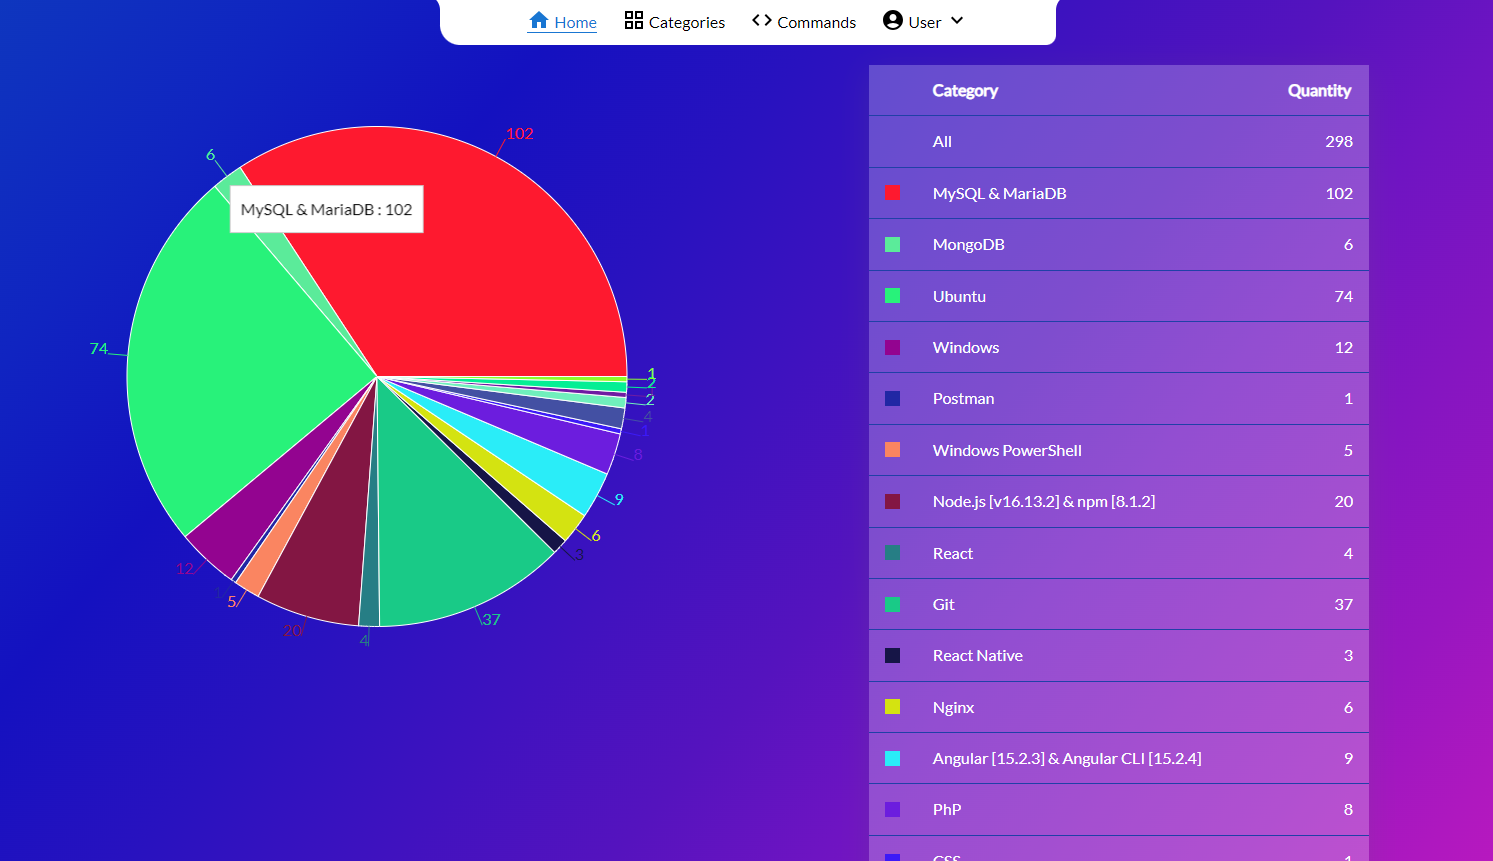 Home Categories Commands User
102
6
MySQL & MariaDB : 102
74
12
1
5
20
4
37
3
6
9
8
1
4
2
2
1
Category Quantity
All 298
MySQL & MariaDB 102
MongoDB 6
Ubuntu 74
Windows 12
Postman 1
Windows PowerShell 5
Node.js [v16.13.2] & npm [8.1.2] 20
React 4
Git 37
React Native 3
Nginx 6
Angular [15.2.3] & Angular CLI [15.2.4] 9
PhP 8
CSS 1